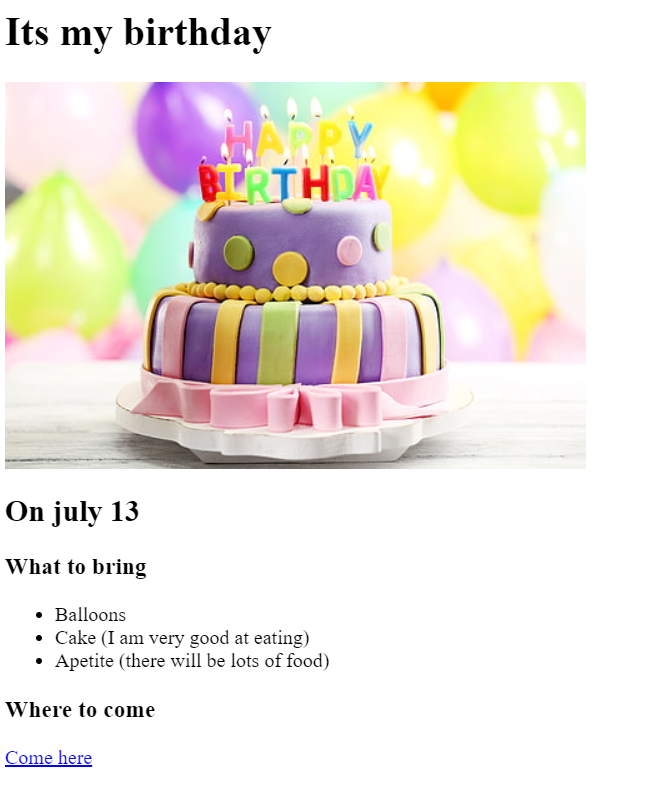 Its my birthday
HAPPY
BIRTHDAY
On july 13
What to bring
Balloons
Cake (I am very good at eating)
Apetite (there will be lots of food)
Where to come
Come here